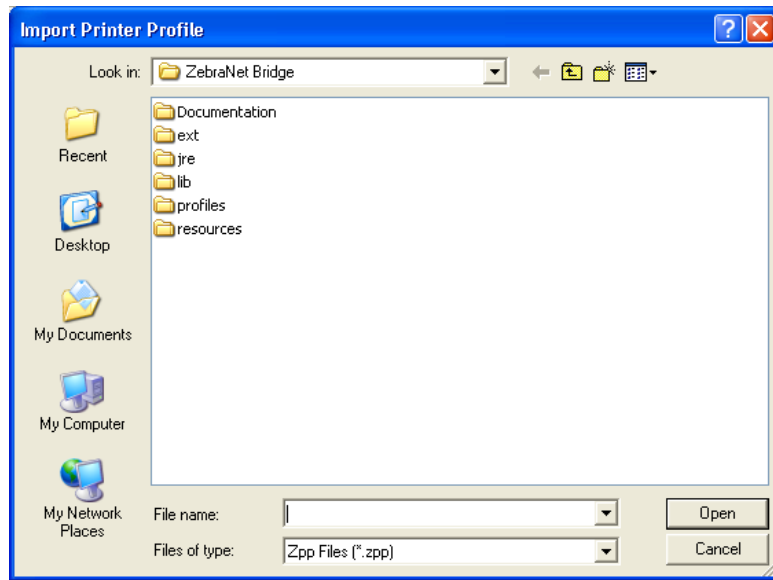 Import Printer Profile
Look in: ZebraNet Bridge
Recent
Desktop
My Documents
My Computer
My Network
Places
Documentation
ext
jre
lib
profiles
resources
File name:
Open
Files of type: Zpp Files (*.zpp)
Cancel